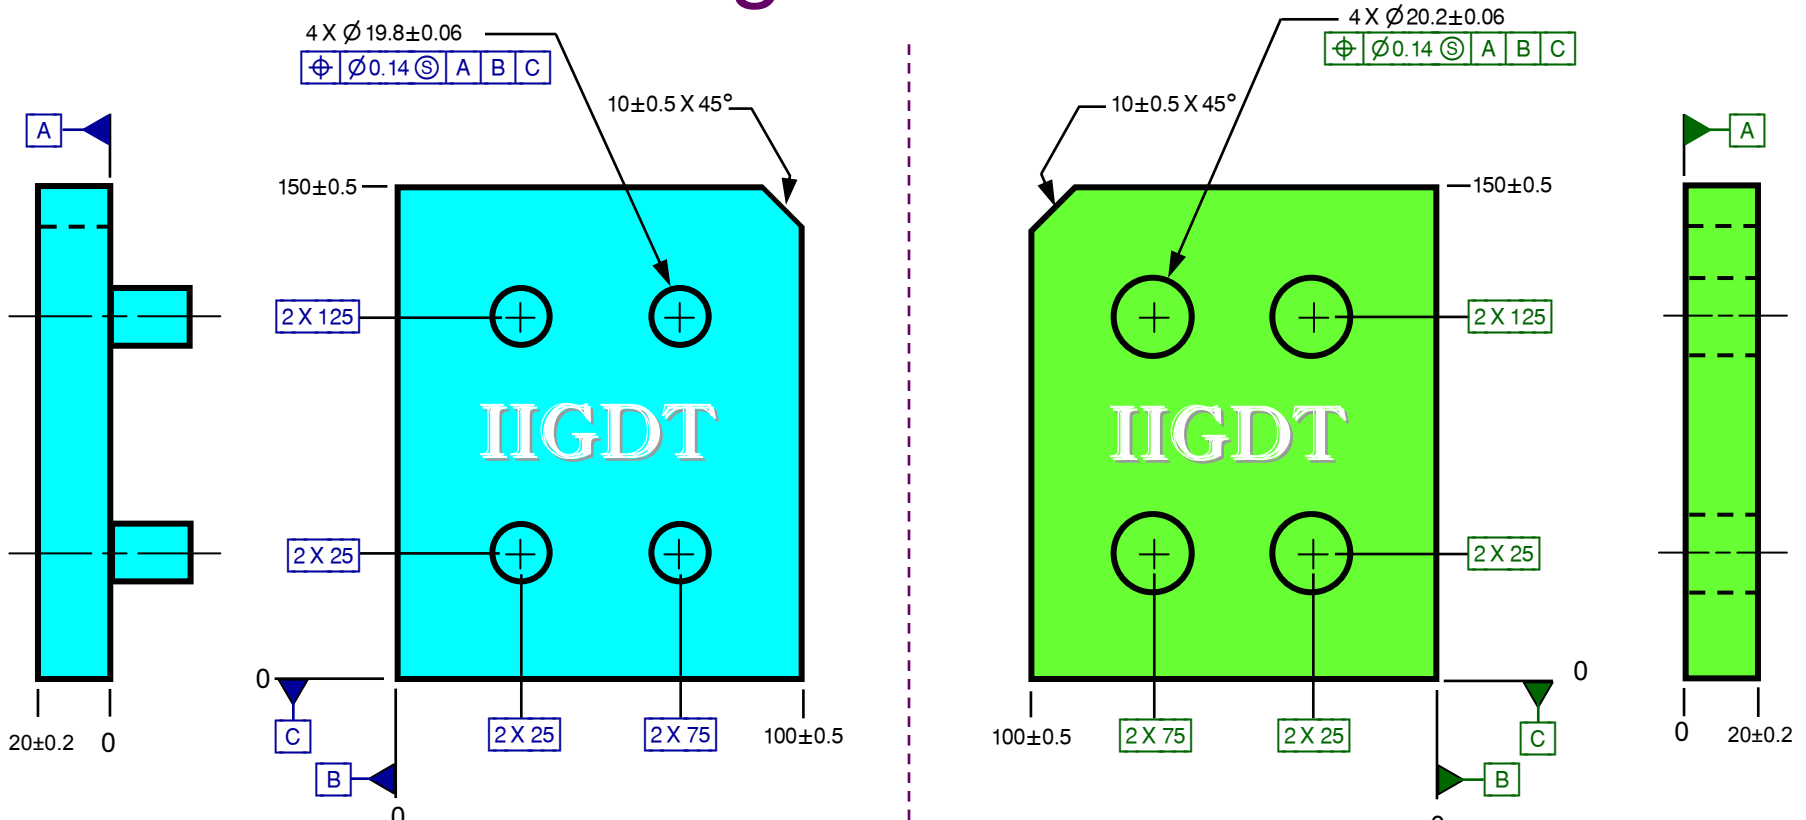 g
4 X Ø 19.8±0.06
⌖ Ø0.14 Ⓢ A B C
10±0.5 X 45°
A
150±0.5
2 X 125
IIGDT
2 X 25
0
C
20±0.2 0
2 X 25
2 X 75
100±0.5
B
0
4 X Ø20.2±0.06
⌖ Ø0.14 Ⓢ A B C
10±0.5 X 45°
A
150±0.5
2 X 125
IIGDT
2 X 25
0
100±0.5
2 X 75
2 X 25
C
0 20±0.2
B
0